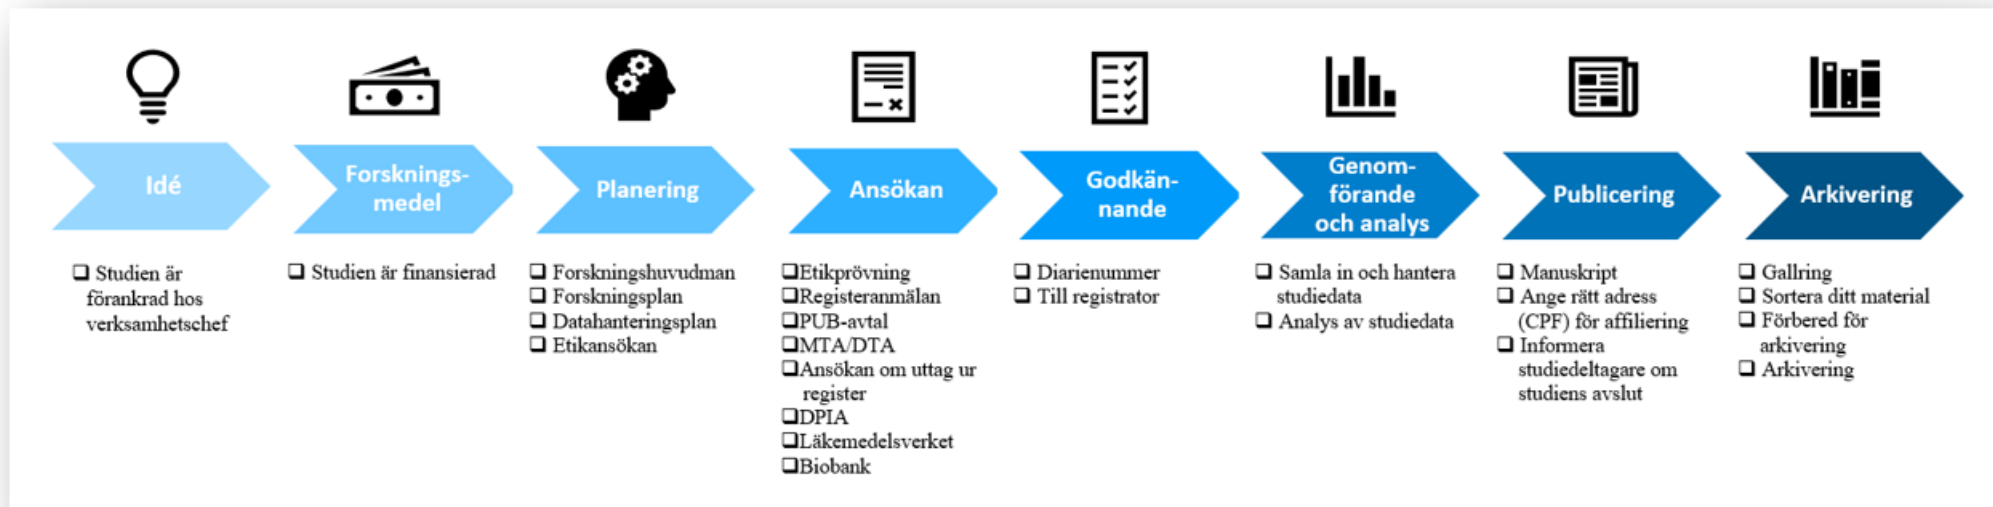 Idé
Studien är
förankrad hos
verksamhetschef
Forsknings-
medel
Studien är finansierad
Planering
Forskningshuvudman
Forskningsplan
Datahanteringsplan
Etikansökan
Ansökan
Etikprövning
Registeranmälan
PUB-avtal
MTA/DTA
Ansökan om uttag ur
register
DPIA
Läkemedelsverket
Biobank
Godkän-
nande
Diarienummer
Till registrator
Genom-
förande
och analys
Samla in och hantera
studiedata
Analys av studiedata
Publicering
Manuskript
Ange rätt adress
(CPF) för affiliering
Informera
studiedeltagare om
studiens avslut
Arkivering
Gallring
Sortera ditt material
Förbered för
arkivering
Arkivering